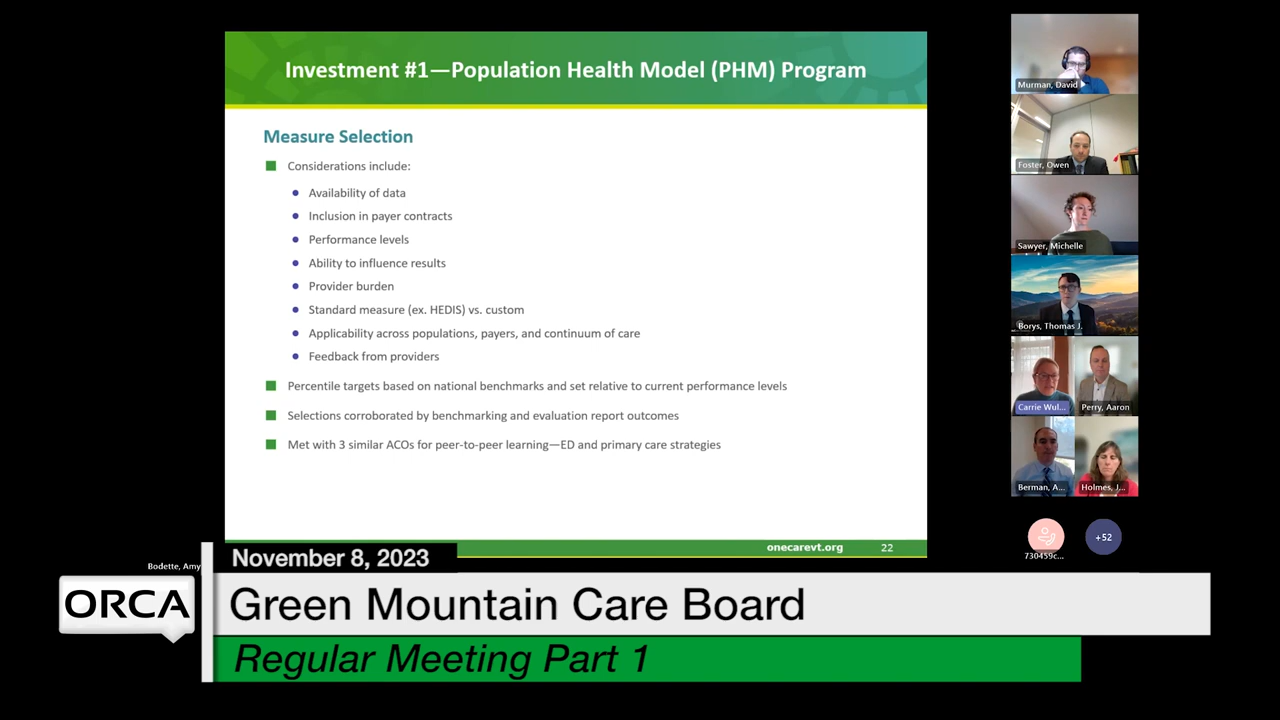 Investment #1—Population Health Model (PHM) Program
Measure Selection
Considerations include:
Availability of data
Inclusion in payer contracts
Performance levels
Ability to influence results
Provider burden
Standard measure (ex. HEDIS) vs. custom
Applicability across populations, payers, and continuum of care
Feedback from providers
Percentile targets based on national benchmarks and set relative to current performance levels
Selections corroborated by benchmarking and evaluation report outcomes
Met with 3 similar ACOs for peer-to-peer learning—ED and primary care strategies
onecarevt.org 22
Murman, David
Foster, Owen
Sawyer, Michelle
Borys, Thomas J.
Carrie Wul... Perry, Aaron
Berman, A... Holmes, J...
730459c... +52
Bodette, Amy
November 8, 2023
ORCA
Green Mountain Care Board
Regular Meeting Part 1